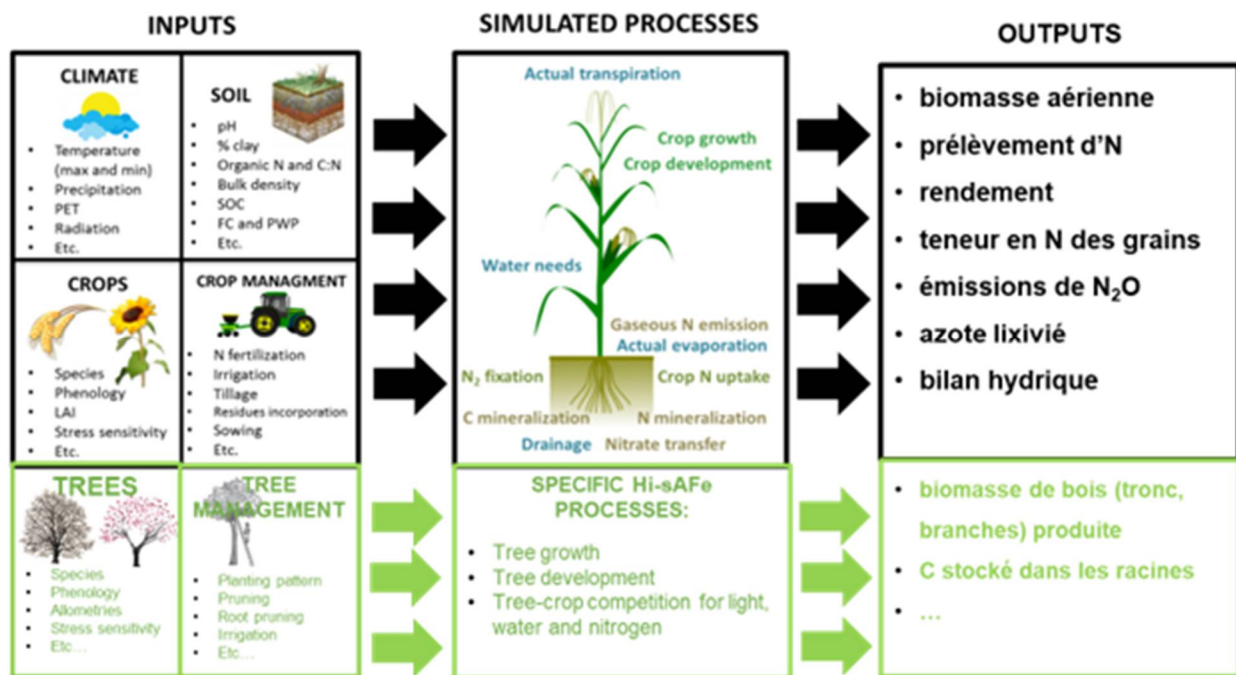 INPUTS
CLIMATE
• Temperature
(max and min)
• Precipitation
• PET
• Radiation
• Etc.
SOIL
• pH
• % clay
• Organic N and C:N
• Bulk density
• SOC
• FC and PWP
• Etc.
CROPS
• Species
• Phenology
• LAI
• Stress sensitivity
• Etc.
CROP MANAGMENT
• N fertilization
• Irrigation
• Tillage
• Residues incorporation
• Sowing
• Etc.
TREES
• Species
• Phenology
• Allometries
• Stress sensitivity
• Etc...
TREE
MANAGEMENT
• Planting pattern
• Pruning
• Root pruning
• Irrigation
• Etc...
SIMULATED PROCESSES
Actual transpiration
Crop growth
Crop development
Water needs
Gaseous N emission
Actual evaporation
N₂ fixation
Crop N uptake
C mineralization
N mineralization
Drainage
Nitrate transfer
SPECIFIC Hi-sAFe
PROCESSES:
• Tree growth
• Tree development
• Tree-crop competition for light,
water and nitrogen
OUTPUTS
• biomasse aérienne
• prélèvement d'N
• rendement
• teneur en N des grains
• émissions de N₂O
• azote lixivié
• bilan hydrique
• biomasse de bois (tronc,
branches) produite
• C stocké dans les racines
• ...